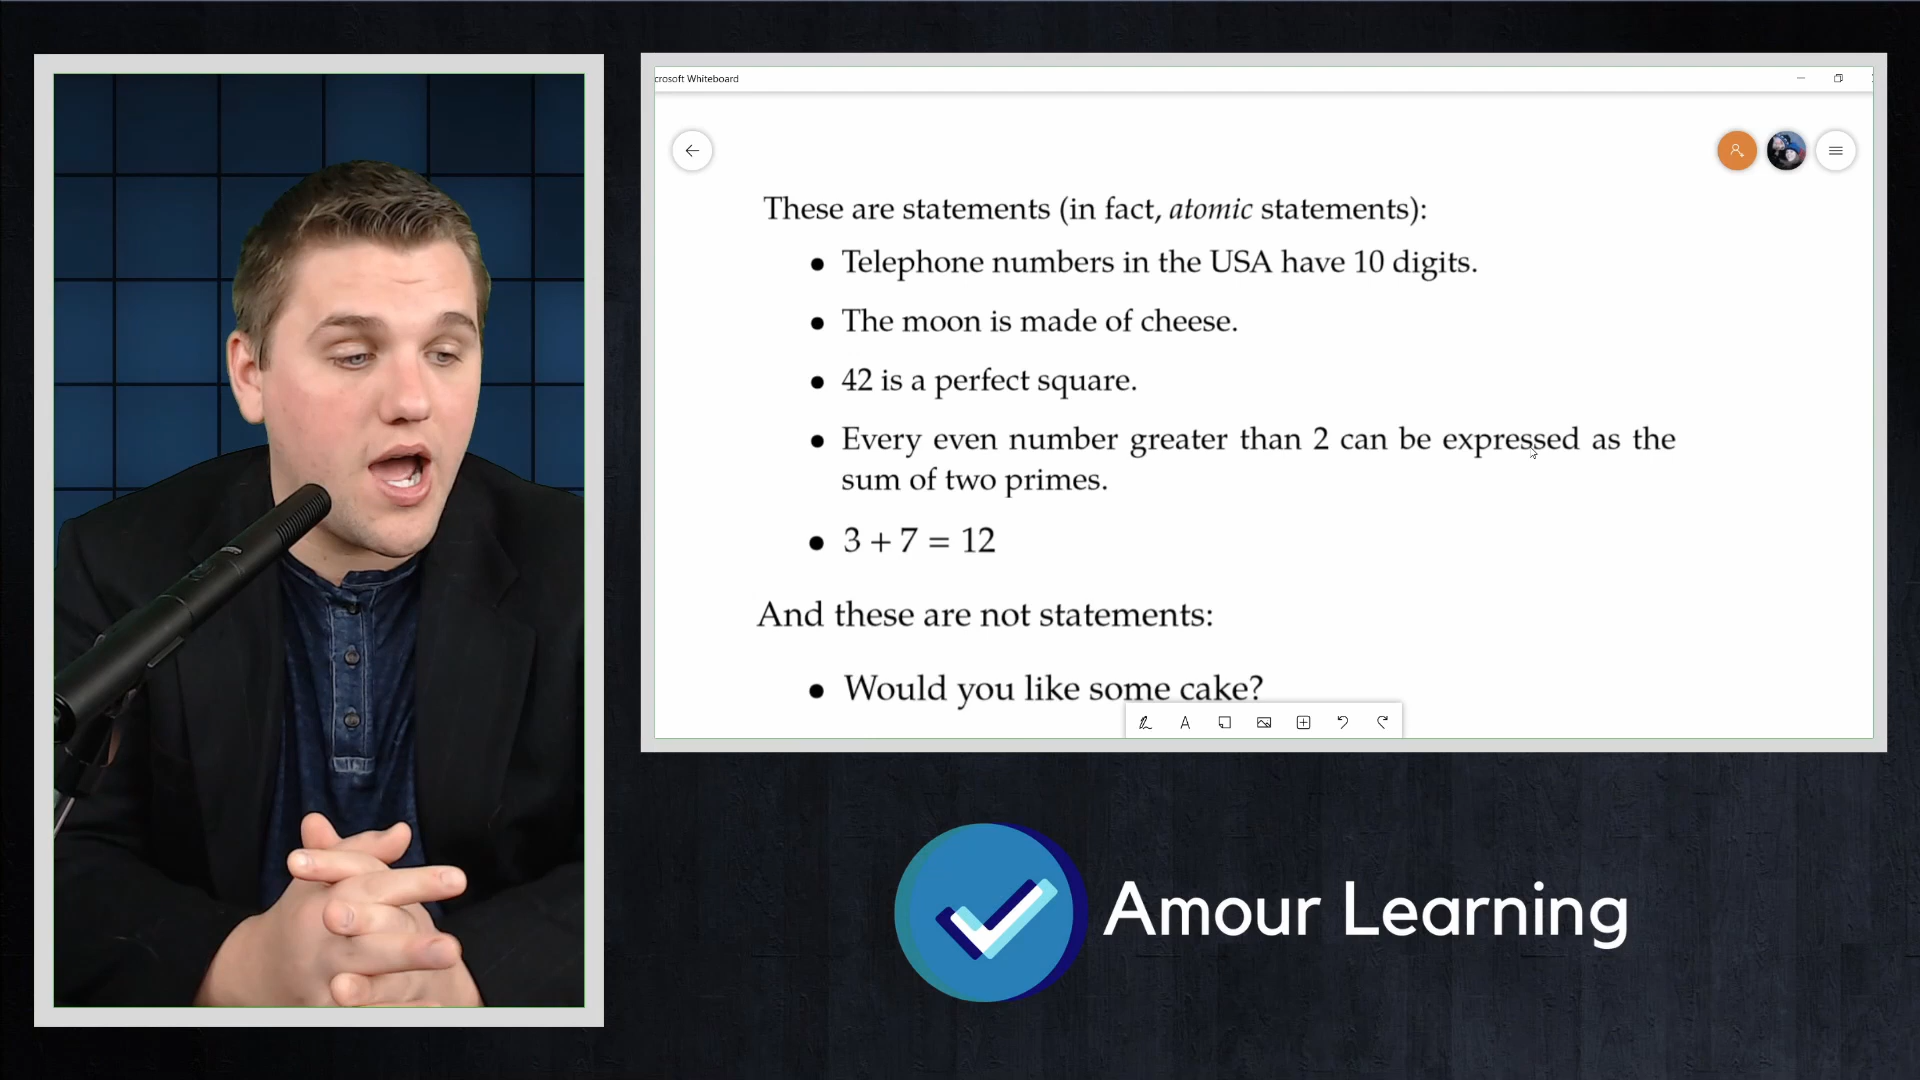 crosoft Whiteboard
These are statements (in fact, atomic statements):
• Telephone numbers in the USA have 10 digits.
• The moon is made of cheese.
• 42 is a perfect square.
• Every even number greater than 2 can be expressed as the
sum of two primes.
• 3 + 7 = 12
And these are not statements:
• Would you like some cake?
A
Amour Learning